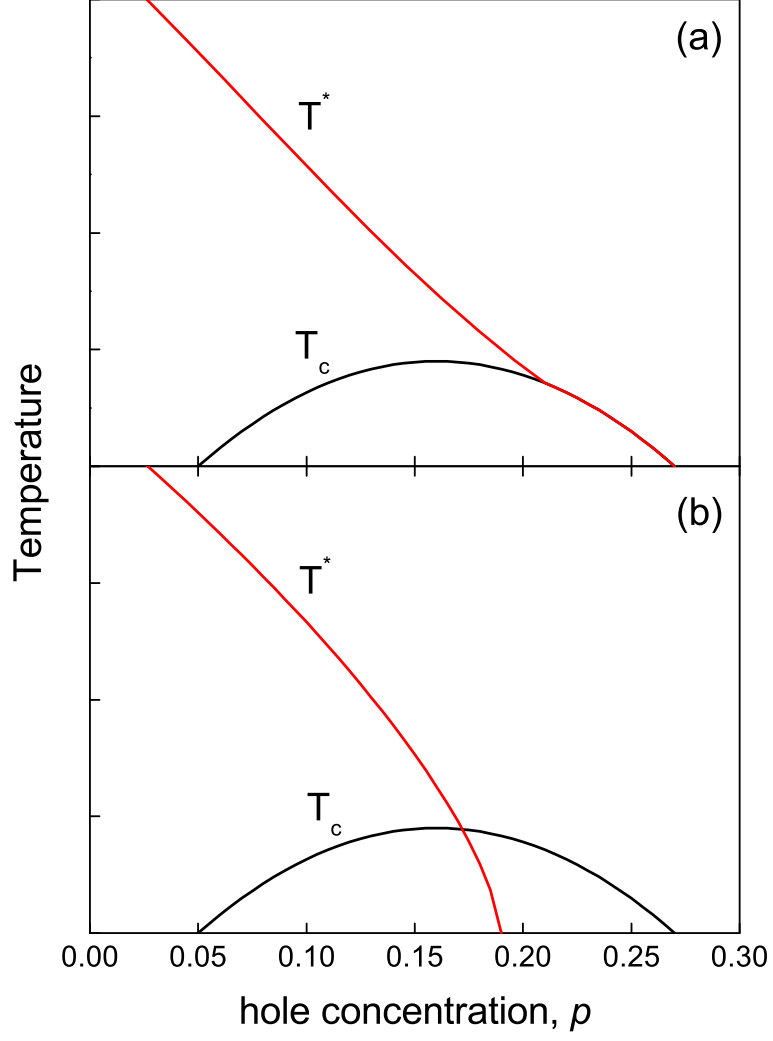 (a)
T*
Tc
Temperature
(b)
T*
Tc
0.00 0.05 0.10 0.15 0.20 0.25 0.30
hole concentration, p